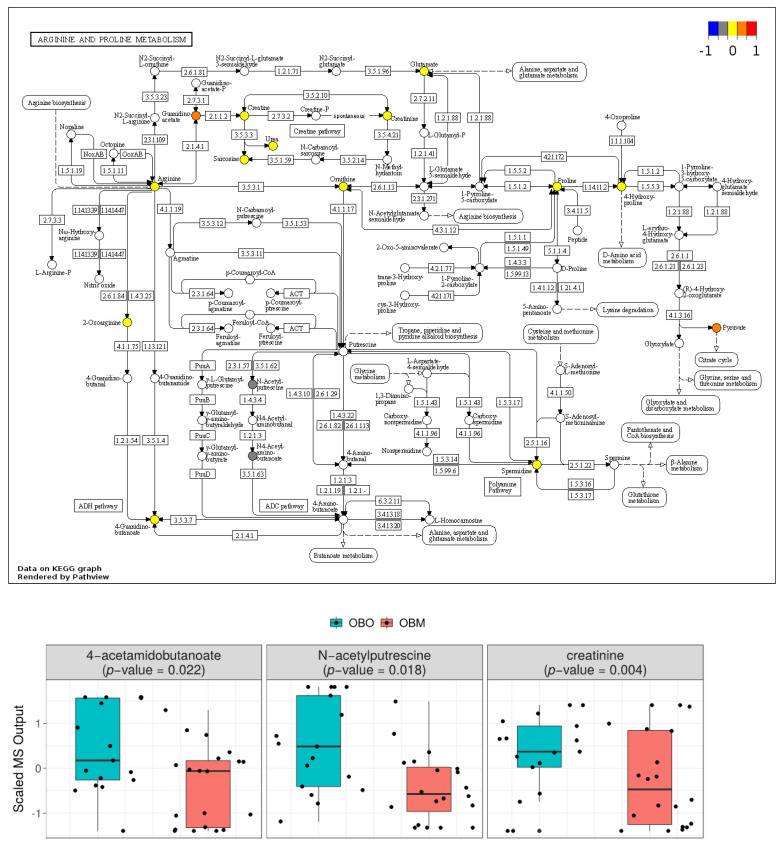 ARGININE AND PROLINE METABOLISM
-1 0 1
N2-Succinyl-L-ornithine
2.6.1.81
N2-Succinyl-L-glutamate 5-semialdehyde
1.2.1.71
N2-Succinyl-glutamate
3.5.1.96
Glutamate
Alanine, aspartate and glutamate metabolism
Arginine biosynthesis
3.5.3.23
Guanidino-acetate-P
2.7.3.1
3.5.2.10
2.7.2.11
N2-Succinyl-L-arginine
Guanidino acetate
2.1.1.2
Creatine
2.7.3.2
Creatine-P
spontaneous
Creatinine
1.2.1.88
1.2.1.88
4-Oxoproline
Nopaline
Octopine
2.3.1.109
2.1.4.1
3.5.3.3
Urea
Creatine pathway
3.5.4.21
L-Glutamyl-P
1.1.1.104
NoxAB
OoxAB
Sarcosine
3.5.1.59
N-Carbamoyl-sarcosine
3.5.2.14
N-Methyl-hydantoin
1.2.1.41
4.2.1.172
1.5.1.19
1.5.1.11
L-Glutamate 5-semialdehyde
1.5.5.2
1.5.1.2
1-Pyrroline-3-hydroxy-5-carboxylate
Arginine
3.5.3.1
Ornithine
2.6.1.13
1-Pyrroline-5-carboxylate
1.5.1.2
Proline
1.14.11.2
4-Hydroxy-proline
1.5.5.3
4-Hydroxy-glutamate semialdehyde
2.7.3.3
1.14.13.39
1.14.14.47
4.1.1.19
4.1.1.17
2.3.1.271
N-Acetylglutamate semialdehyde
Arginine biosynthesis
3.4.11.5
1.2.1.88
1.2.1.88
Nω-Hydroxy-arginine
3.5.3.12
N-Carbamoyl-putrescine
3.5.1.53
4.3.1.12
Peptide
L-erythro-4-Hydroxy-glutamate
1.14.13.39
1.14.14.47
Agmatine
3.5.3.11
2-Oxo-5-aminovalerate
1.5.1.1
1.5.1.49
5.1.1.4
D-Amino acid metabolism
2.6.1.1
2.6.1.21
2.6.1.23
L-Arginine-P
Nitric oxide
p-Coumaroyl-CoA
trans-3-Hydroxy-proline
4.2.1.77
1-Pyrroline-2-carboxylate
1.4.3.3
1.5.99.13
D-Proline
2.6.1.84
1.4.3.25
2.3.1.64
p-Coumaroyl-agmatine
p-Coumaroyl-putrescine
ACT
cis-3-Hydroxy-proline
4.2.1.171
1.4.1.12
1.21.4.1
(R)-4-Hydroxy-2-oxoglutarate
2-Oxoarginine
Feruloyl-CoA
2.3.1.64
Feruloyl-agmatine
Feruloyl-putrescine
ACT
5-Amino-pentanoate
Lysine degradation
4.1.3.16
4.1.1.75
1.13.12.1
Putrescine
Tropane, piperidine and pyridine alkaloid biosynthesis
Cysteine and methionine metabolism
Glyoxylate
Pyruvate
PuuA
2.3.1.57
3.5.1.62
Glycine metabolism
L-Aspartate-4-semialdehyde
S-Adenosyl-L-methionine
Citrate cycle
4-Guanidino-butanal
4-Guanidino-butanamide
γ-L-Glutamyl-putrescine
N-Acetyl-putrescine
1,3-Diamino-propane
Glycine, serine and threonine metabolism
PuuB
1.4.3.4
1.4.3.10
2.6.1.29
1.5.1.43
1.5.1.43
1.5.3.17
4.1.1.50
Glyoxylate and dicarboxylate metabolism
γ-Glutamyl-γ-amino-butyraldehyde
N4-Acetyl-aminobutanal
1.4.3.22
2.6.1.82
2.6.1.113
Carboxy-norspermidine
Carboxy-spermidine
S-Adenosyl-methioninamine
Pantothenate and CoA biosynthesis
1.2.1.54
3.5.1.4
PuuC
1.2.1.3
4.1.1.96
4.1.1.96
2.5.1.16
γ-Glutamyl-γ-amino-butyrate
N4-Acetyl-aminobutanoate
4-Amino-butanal
Norspermidine
1.5.3.14
1.5.99.6
Spermidine
2.5.1.22
Spermine
β-Alanine metabolism
PuuD
3.5.1.63
1.2.1.3
1.2.1.19
1.2.1.-
Polyamine Pathway
1.5.3.16
1.5.3.17
Glutathione metabolism
ADH pathway
ADC pathway
4-Amino-butanoate
6.3.2.11
4-Guanidino-butanoate
3.5.3.7
3.4.13.18
3.4.13.20
L-Homocarnosine
2.1.4.1
Alanine, aspartate and glutamate metabolism
Butanoate metabolism
Data on KEGG graph
Rendered by Pathview
OBO OBM
4−acetamidobutanoate
(p−value = 0.022)
N−acetylputrescine
(p−value = 0.018)
creatinine
(p−value = 0.004)
Scaled MS Output
1
0
-1